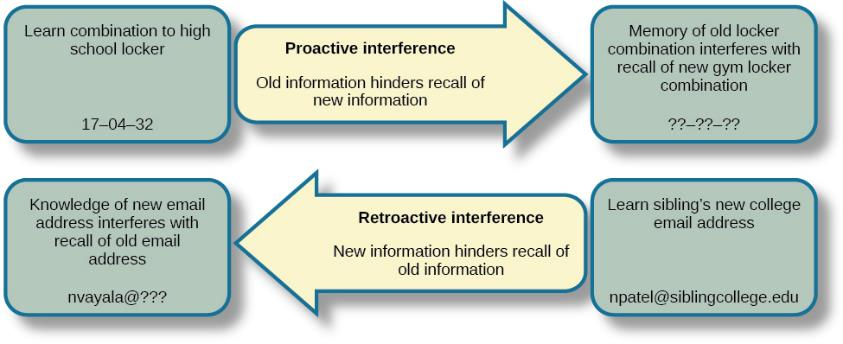 Learn combination to high
school locker
17–04–32
Proactive interference
Old information hinders recall of
new information
Memory of old locker
combination interferes with
recall of new gym locker
combination
??–??–??
Knowledge of new email
address interferes with
recall of old email
address
nvayala@???
Retroactive interference
New information hinders recall of
old information
Learn sibling's new college
email address
npatel@siblingcollege.edu